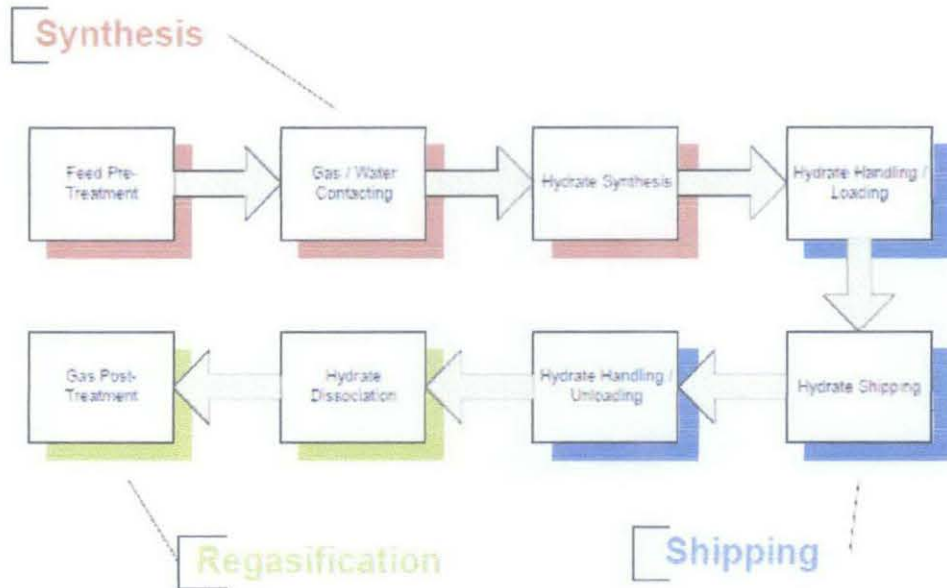 Synthesis
Feed Pre-
Treatment
Gas / Water
Contacting
Hydrate Synthesis
Hydrate Handling /
Loading
Gas Post-
Treatment
Hydrate
Dissociation
Hydrate Handling /
Unloading
Hydrate Shipping
Regasification
Shipping